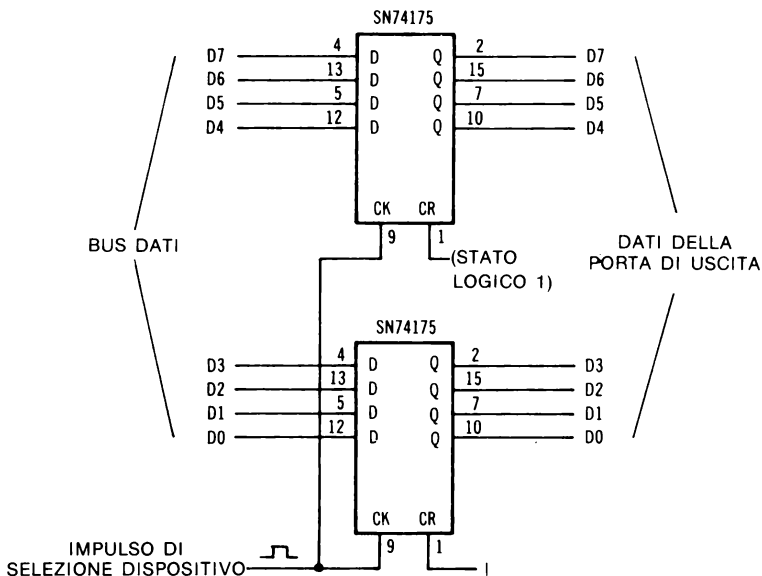 SN74175
D7 4 D Q 2 D7
D6 13 D Q 15 D6
D5 5 D Q 7 D5
D4 12 D Q 10 D4
CK CR
9 1
BUS DATI
(STATO
LOGICO 1)
DATI DELLA
PORTA DI USCITA
SN74175
D3 4 D Q 2 D3
D2 13 D Q 15 D2
D1 5 D Q 7 D1
D0 12 D Q 10 D0
CK CR
9 1
IMPULSO DI
SELEZIONE DISPOSITIVO
1